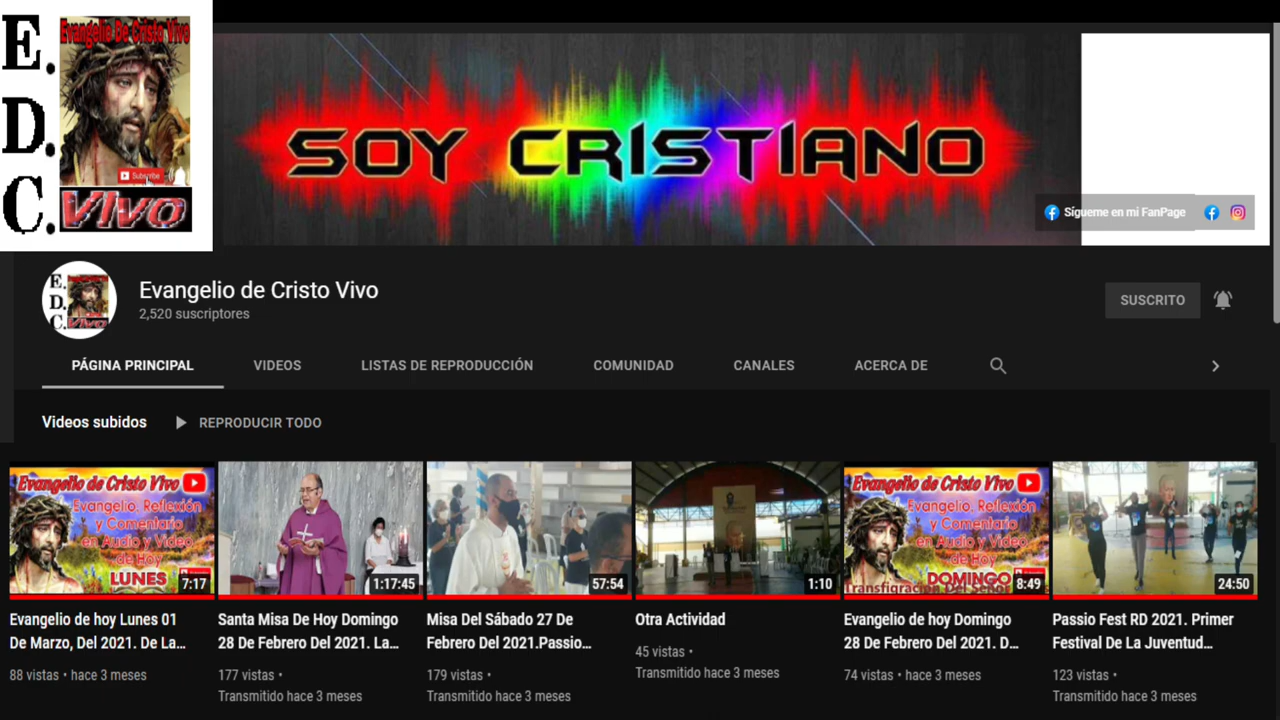 E.
D.
C.
Evangelio De Cristo Vivo
Subscribe
Vivo
SOY CRISTIANO
Sígueme en mi FanPage
E.
D.
C.
Vivo
Evangelio de Cristo Vivo
2,520 suscriptores
SUSCRITO
PÁGINA PRINCIPAL
VIDEOS
LISTAS DE REPRODUCCIÓN
COMUNIDAD
CANALES
ACERCA DE
Videos subidos
REPRODUCIR TODO
Evangelio de Cristo Vivo
Evangelio, Reflexión
y Comentario
en Audio y Video
de Hoy
LUNES
7:17
1:17:45
57:54
1:10
Evangelio de Cristo Vivo
Evangelio, Reflexión
y Comentario
en Audio y Video
de Hoy
DOMINGO
Transfiguración Del Señor
8:49
24:50
Evangelio de hoy Lunes 01
De Marzo, Del 2021. De La...
88 vistas • hace 3 meses
Santa Misa De Hoy Domingo
28 De Febrero Del 2021. La...
177 vistas •
Transmitido hace 3 meses
Misa Del Sábado 27 De
Febrero Del 2021.Passio...
179 vistas •
Transmitido hace 3 meses
Otra Actividad
45 vistas •
Transmitido hace 3 meses
Evangelio de hoy Domingo
28 De Febrero Del 2021. D...
74 vistas • hace 3 meses
Passio Fest RD 2021. Primer
Festival De La Juventud...
123 vistas •
Transmitido hace 3 meses